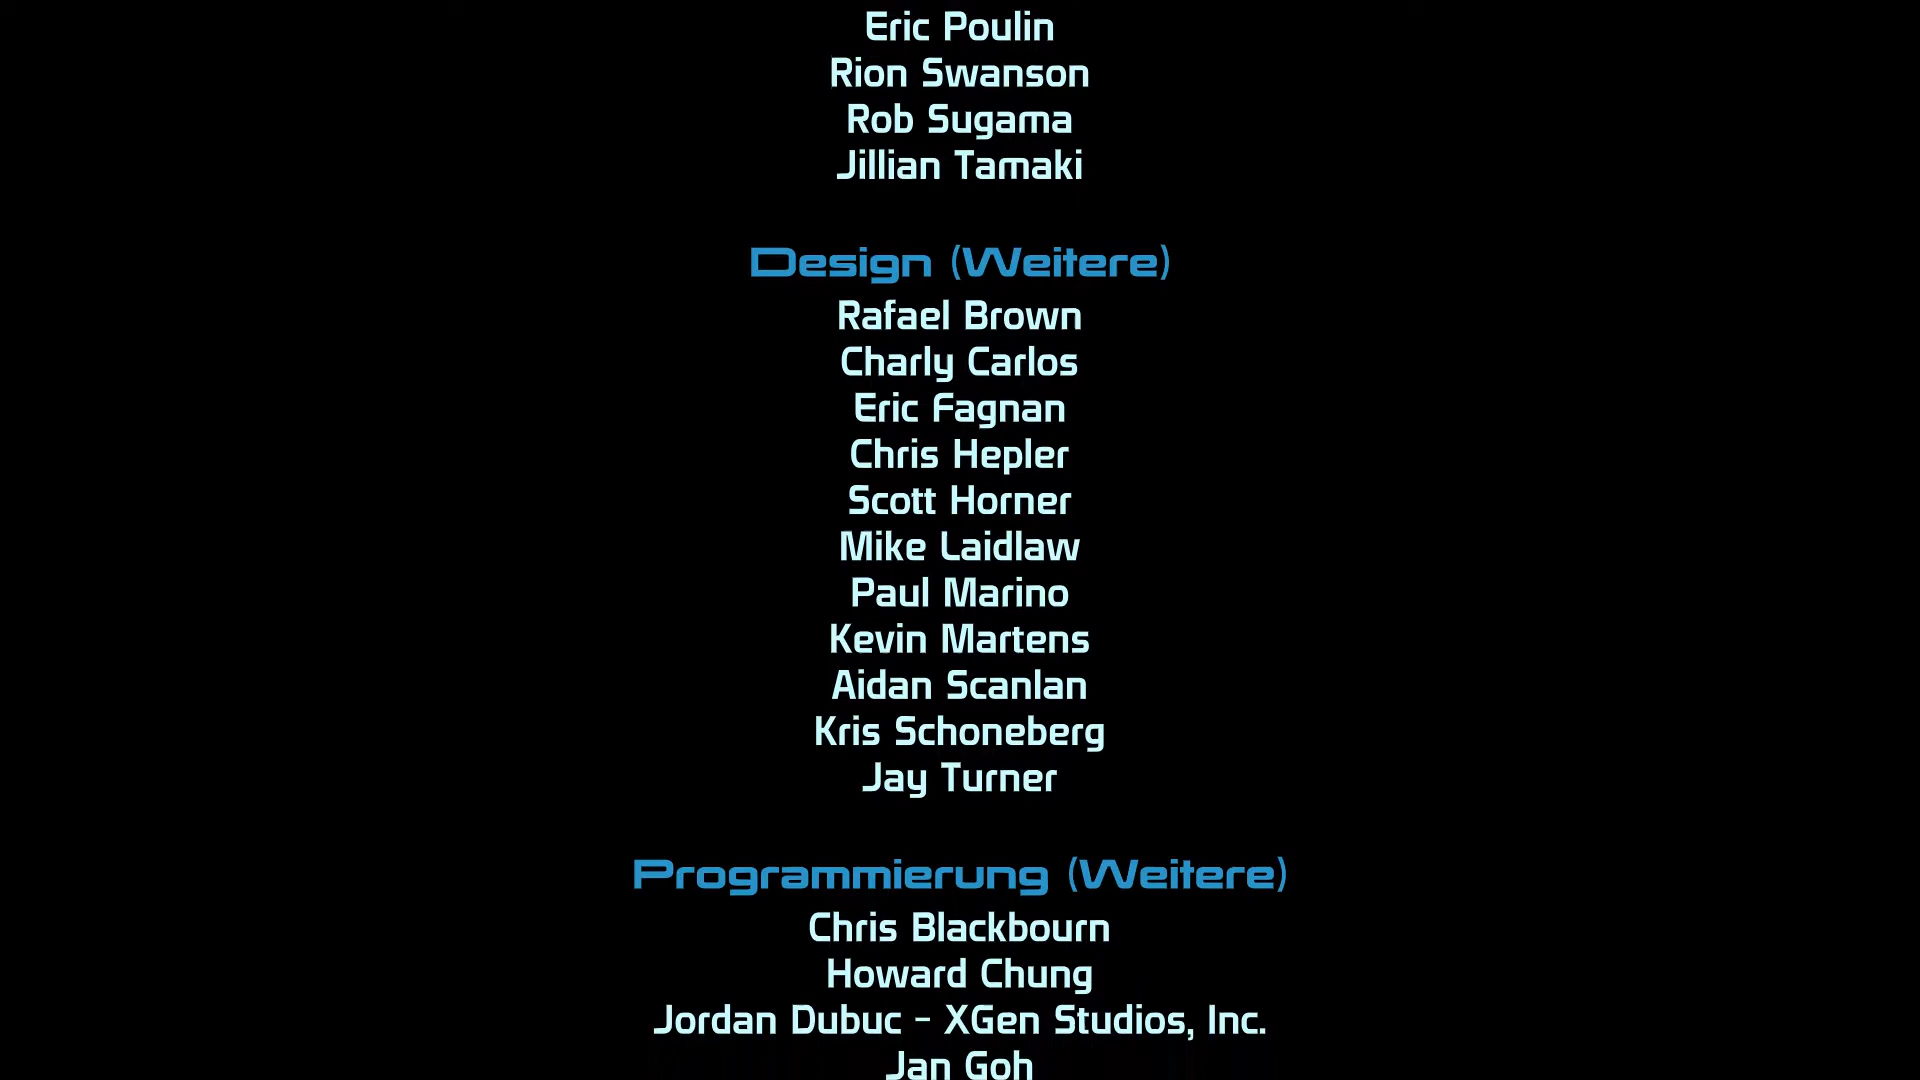 Eric Poulin
Rion Swanson
Rob Sugama
Jillian Tamaki
Design (Weitere)
Rafael Brown
Charly Carlos
Eric Fagnan
Chris Hepler
Scott Horner
Mike Laidlaw
Paul Marino
Kevin Martens
Aidan Scanlan
Kris Schoneberg
Jay Turner
Programmierung (Weitere)
Chris Blackbourn
Howard Chung
Jordan Dubuc - XGen Studios, Inc.
Jan Goh